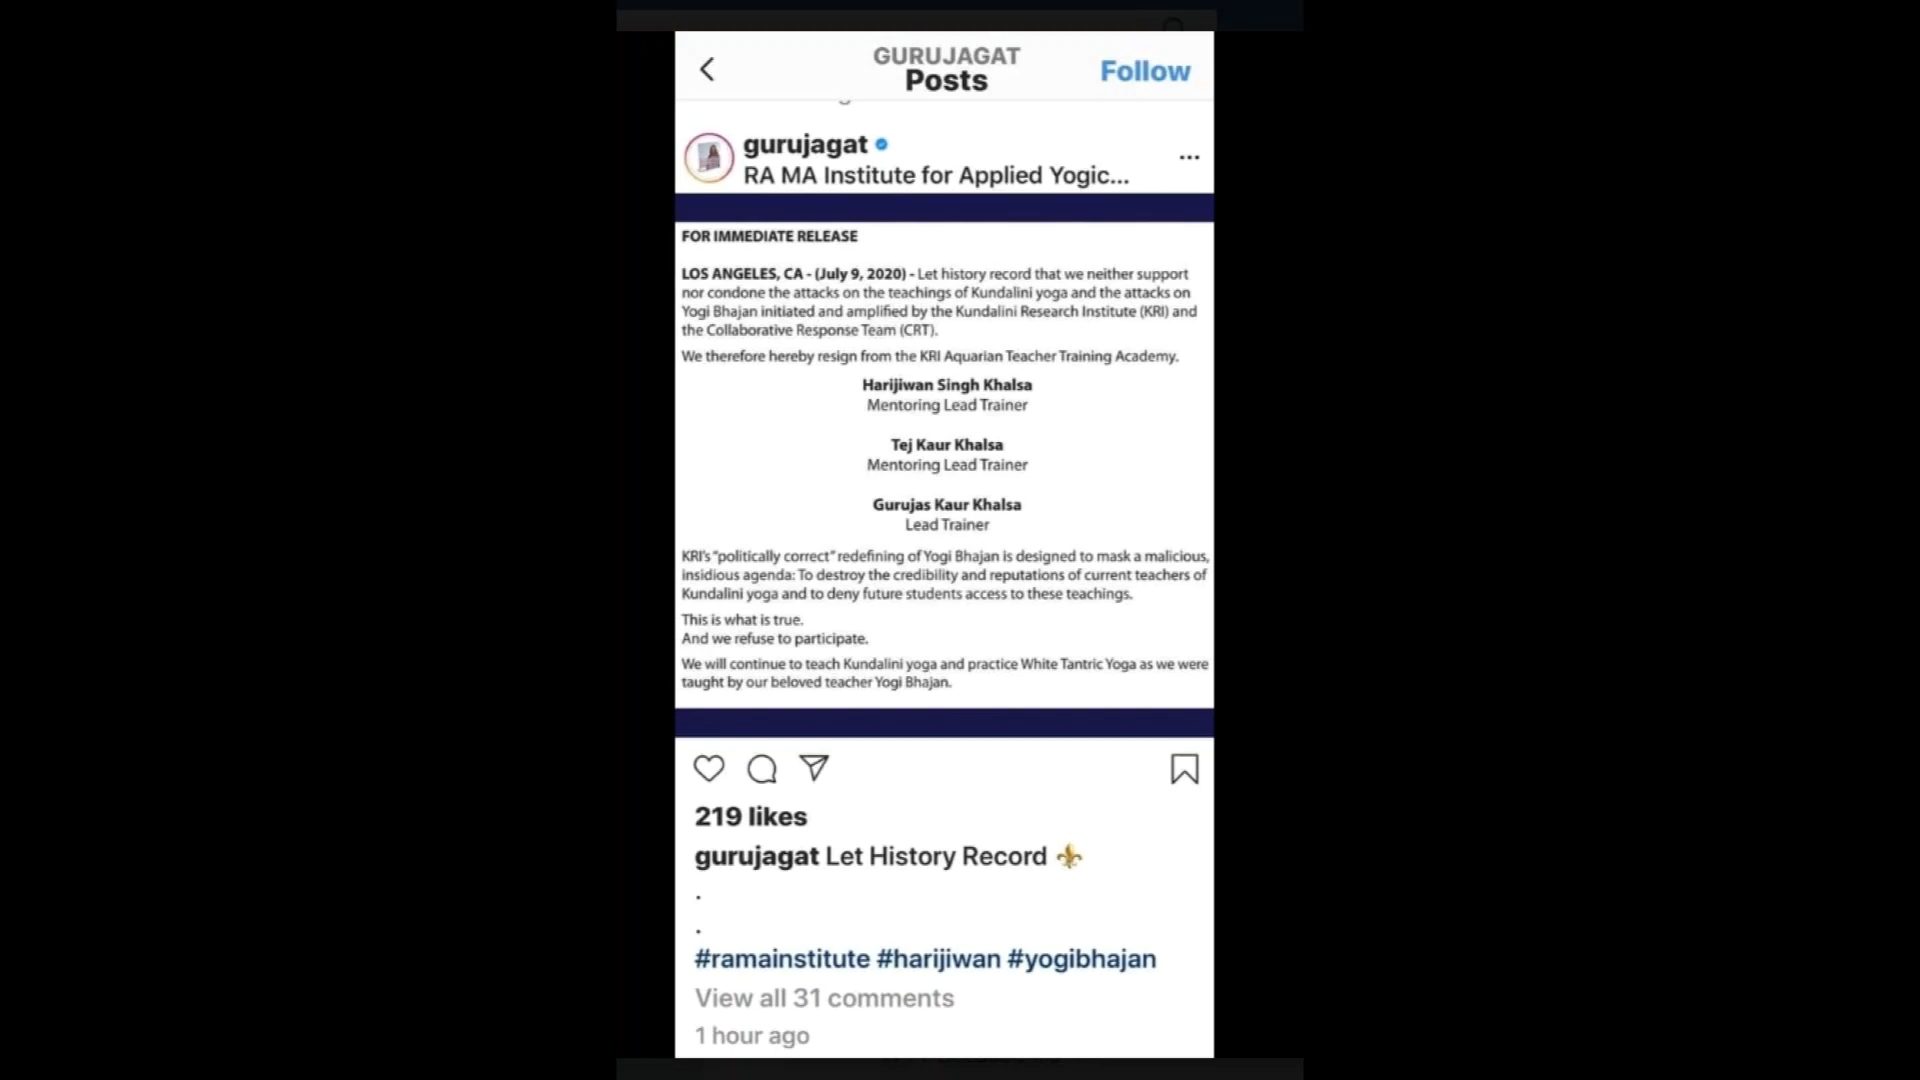 GURUJAGAT
Posts
Follow
gurujagat
RA MA Institute for Applied Yogic...
FOR IMMEDIATE RELEASE
LOS ANGELES, CA - (July 9, 2020) - Let history record that we neither support
nor condone the attacks on the teachings of Kundalini yoga and the attacks on
Yogi Bhajan initiated and amplified by the Kundalini Research Institute (KRI) and
the Collaborative Response Team (CRT).
We therefore hereby resign from the KRI Aquarian Teacher Training Academy.
Harijiwan Singh Khalsa
Mentoring Lead Trainer
Tej Kaur Khalsa
Mentoring Lead Trainer
Gurujas Kaur Khalsa
Lead Trainer
KRI's "politically correct" redefining of Yogi Bhajan is designed to mask a malicious,
insidious agenda: To destroy the credibility and reputations of current teachers of
Kundalini yoga and to deny future students access to these teachings.
This is what is true.
And we refuse to participate.
We will continue to teach Kundalini yoga and practice White Tantric Yoga as we were
taught by our beloved teacher Yogi Bhajan.
219 likes
gurujagat Let History Record ⚜️
.
.
#ramainstitute #harijiwan #yogibhajan
View all 31 comments
1 hour ago